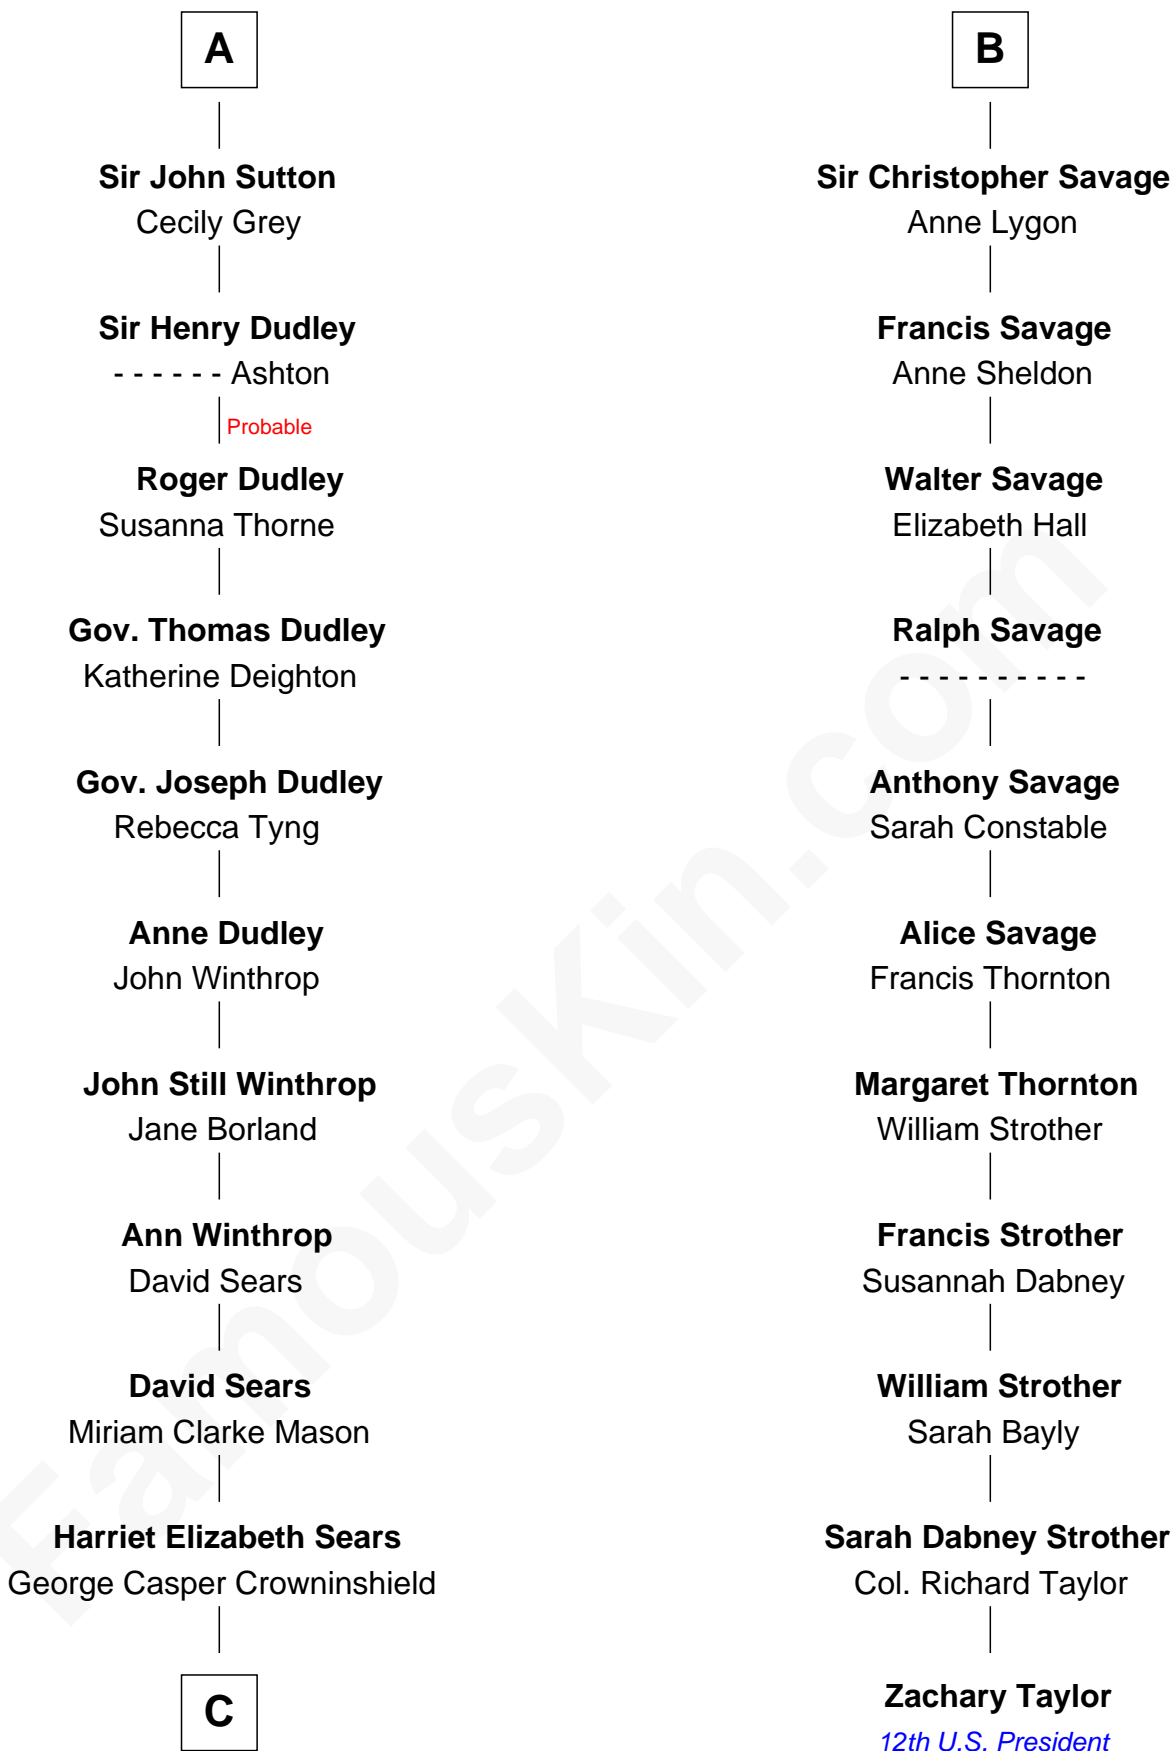 A
Sir John Sutton
Cecily Grey
Sir Henry Dudley
- - - - - - Ashton
Probable
Roger Dudley
Susanna Thorne
Gov. Thomas Dudley
Katherine Deighton
Gov. Joseph Dudley
Rebecca Tyng
Anne Dudley
John Winthrop
John Still Winthrop
Jane Borland
Ann Winthrop
David Sears
David Sears
Miriam Clarke Mason
Harriet Elizabeth Sears
George Casper Crowninshield
C
B
Sir Christopher Savage
Anne Lygon
Francis Savage
Anne Sheldon
Walter Savage
Elizabeth Hall
Ralph Savage
- - - - - - - - - -
Anthony Savage
Sarah Constable
Alice Savage
Francis Thornton
Margaret Thornton
William Strother
Francis Strother
Susannah Dabney
William Strother
Sarah Bayly
Sarah Dabney Strother
Col. Richard Taylor
Zachary Taylor
12th U.S. President
FamousKin.com